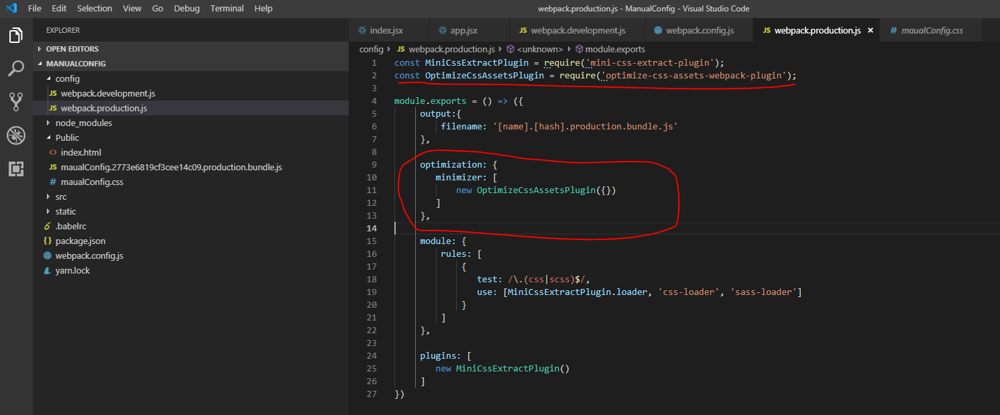 File Edit Selection View Go Debug Terminal Help webpack.production.js - ManualConfig - Visual Studio Code
EXPLORER
OPEN EDITORS
MANUALCONFIG
config
JS webpack.development.js
JS webpack.production.js
node_modules
Public
<> index.html
JS maualConfig.2773e6819cf3cee14c09.production.bundle.js
# maualConfig.css
src
static
6 .babelrc
{} package.json
webpack.config.js
yarn.lock
index.jsx app.jsx JS webpack.development.js webpack.config.js JS webpack.production.js × # maualConfig.css
config JS webpack.production.js <unknown> module.exports
1 const MiniCssExtractPlugin = require('mini-css-extract-plugin');
2 const OptimizeCssAssetsPlugin = require('optimize-css-assets-webpack-plugin');
3
4 module.exports = () => ({
5 output:{
6 filename: '[name].[hash].production.bundle.js'
7 },
8
9 optimization: {
10 minimizer: [
11 new OptimizeCssAssetsPlugin({})
12 ]
13 },
14
15 module: {
16 rules: [
17 {
18 test: /\.(css|scss)$/,
19 use: [MiniCssExtractPlugin.loader, 'css-loader', 'sass-loader']
20 }
21 ]
22 },
23
24 plugins: [
25 new MiniCssExtractPlugin()
26 ]
27 })